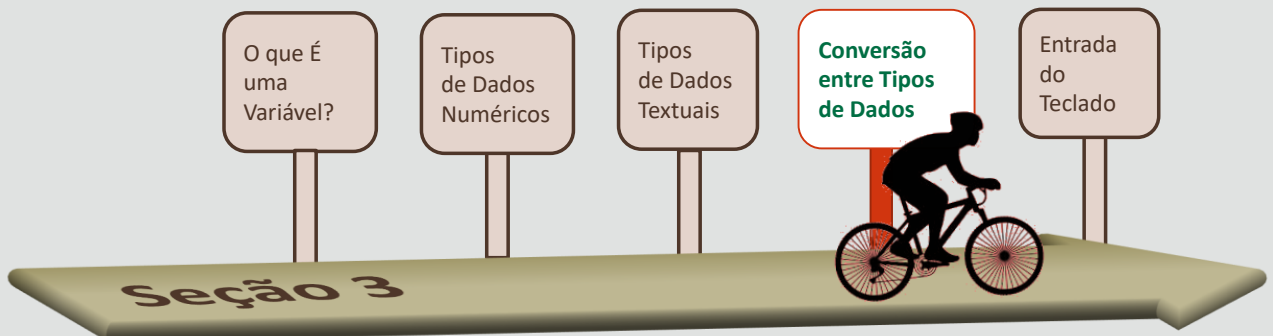 O que É
uma
Variável?
Tipos
de Dados
Numéricos
Tipos
de Dados
Textuais
Conversão
entre Tipos
de Dados
Entrada
do
Teclado
Seção 3